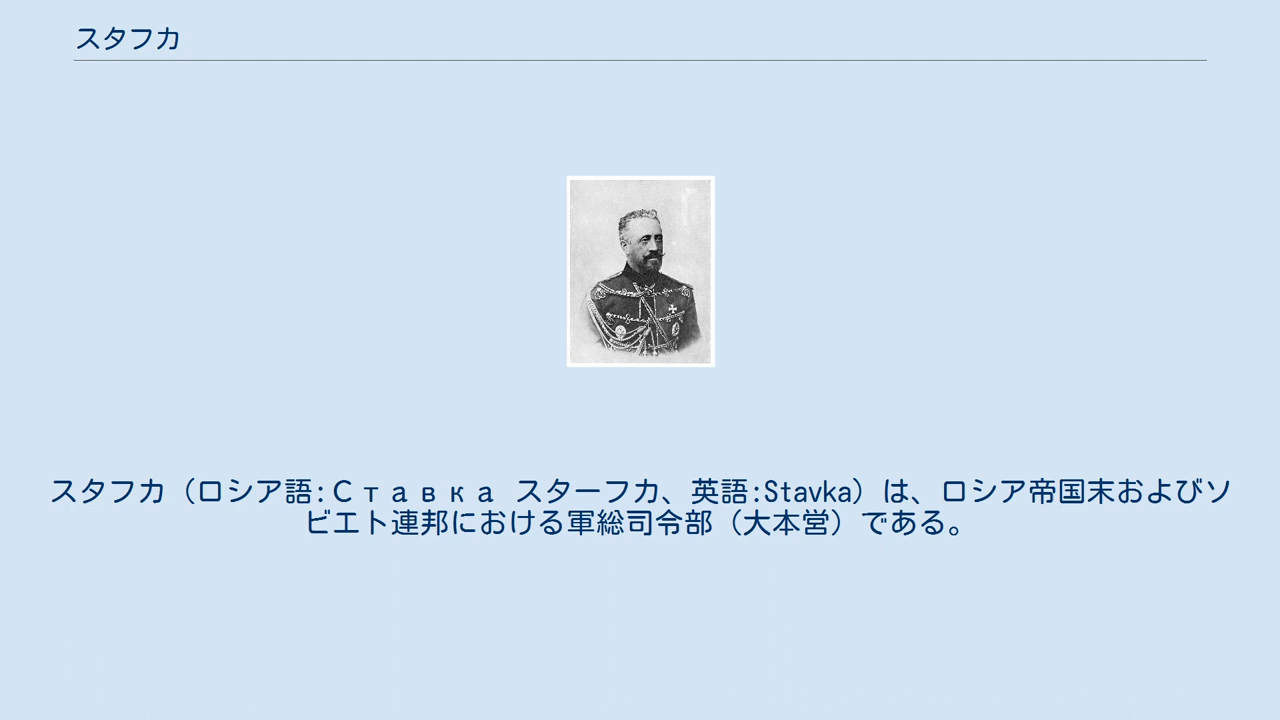 スタフカ
スタフカ（ロシア語:Ｓｔａｖｋａ スターフカ、英語:Stavka）は、ロシア帝国末およびソ
ビエト連邦における軍総司令部（大本営）である。